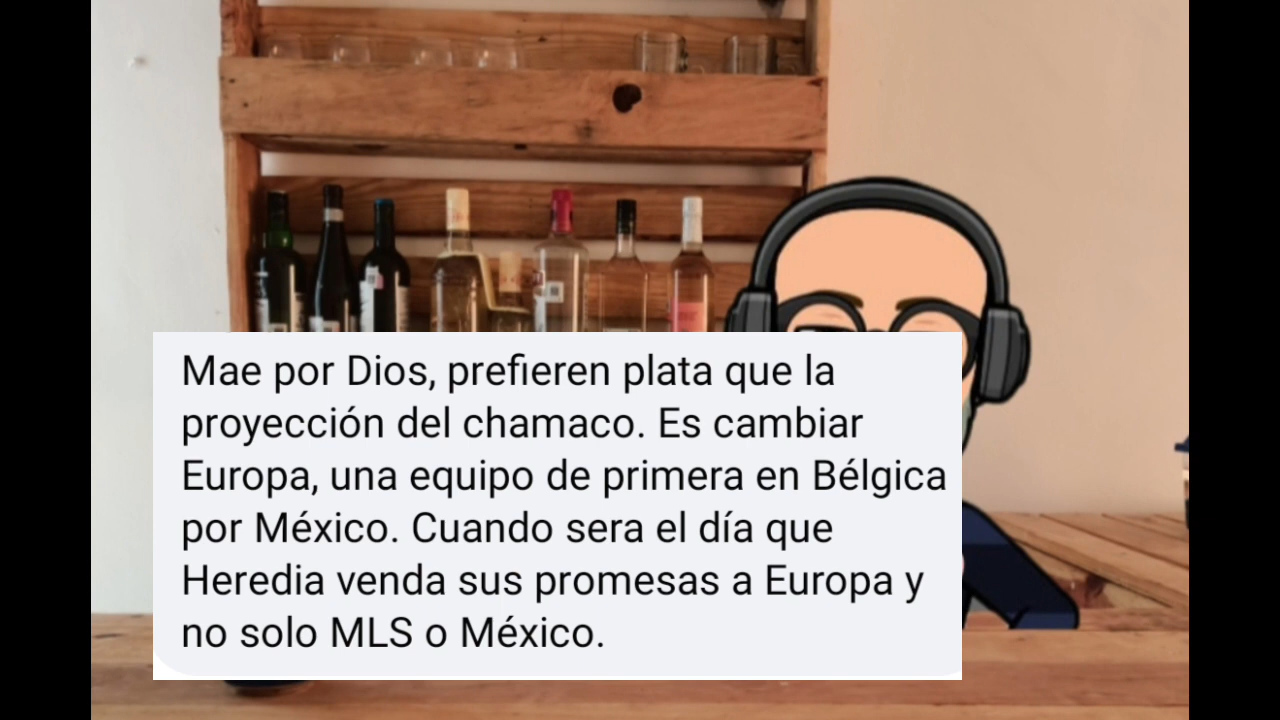 Mae por Dios, prefieren plata que la
proyección del chamaco. Es cambiar
Europa, una equipo de primera en Bélgica
por México. Cuando sera el día que
Heredia venda sus promesas a Europa y
no solo MLS o México.